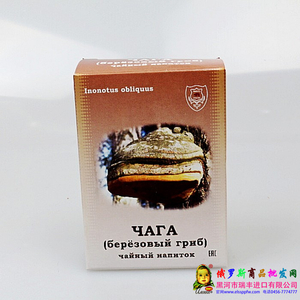 Inonotus obliquus
ЧАГА
(берёзовый гриб)
чайный напиток
EAC
俄罗斯商品批发网
黑河市瑞丰进口有限公司